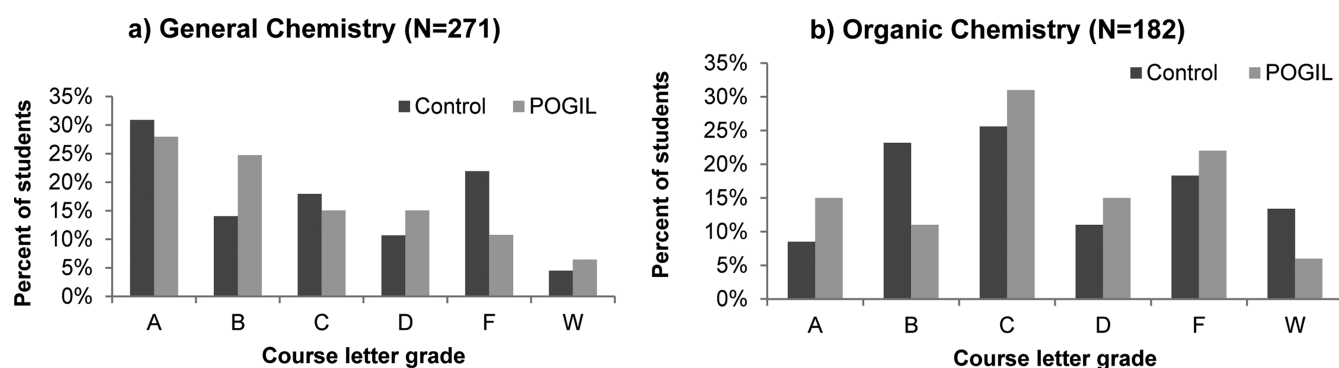 a) General Chemistry (N=271)
Control POGIL
Percent of students
35%
30%
25%
20%
15%
10%
5%
0%
A B C D F W
Course letter grade
b) Organic Chemistry (N=182)
Control POGIL
Percent of students
35%
30%
25%
20%
15%
10%
5%
0%
A B C D F W
Course letter grade